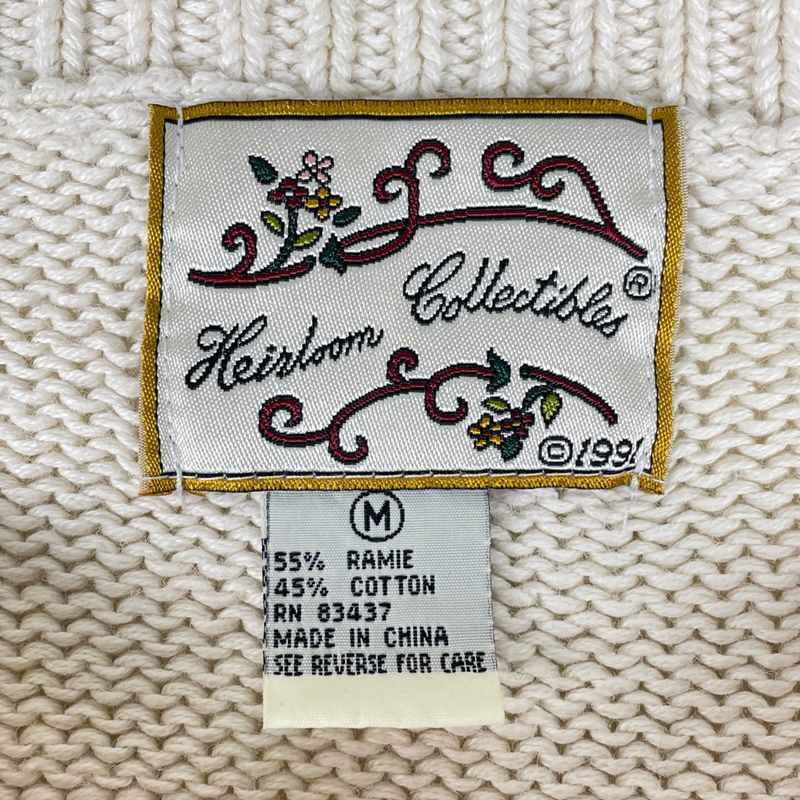 Heirloom Collectibles®
©1991
M
55% RAMIE
45% COTTON
RN 83437
MADE IN CHINA
SEE REVERSE FOR CARE